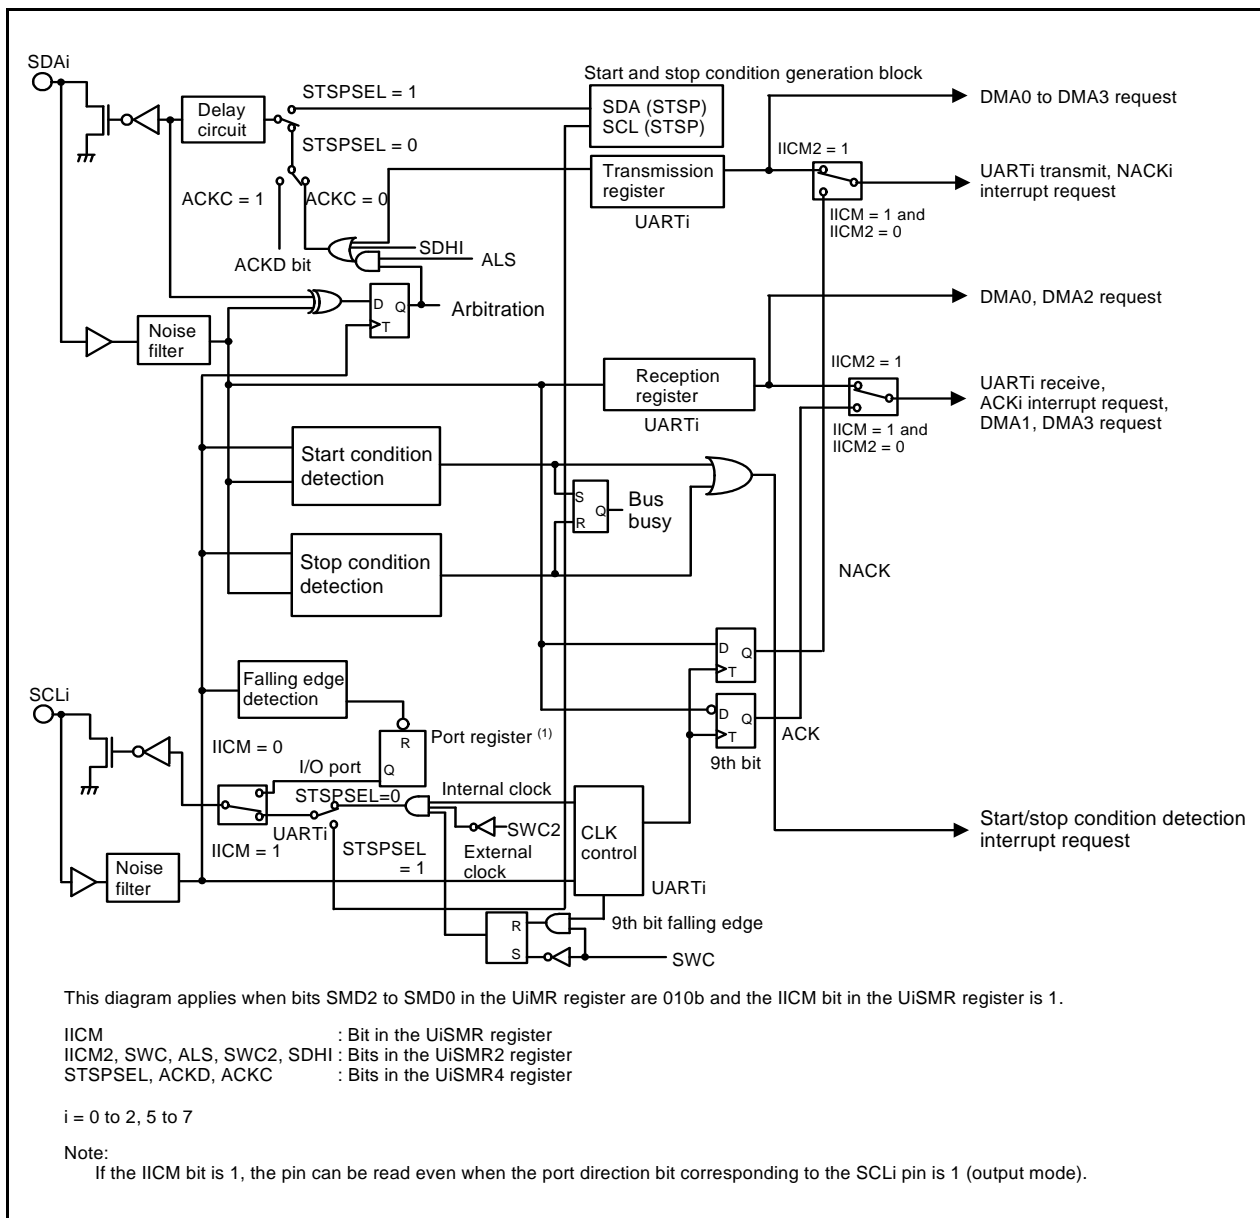 SDAi
Delay
circuit
STSPSEL = 1
STSPSEL = 0
ACKC = 1
ACKC = 0
ACKD bit
Start and stop condition generation block
SDA (STSP)
SCL (STSP)
Transmission
register
UARTi
SDHI
ALS
DMA0 to DMA3 request
IICM2 = 1
UARTi transmit, NACKi
interrupt request
IICM = 1 and
IICM2 = 0
D
Q
T
Arbitration
Noise
filter
DMA0, DMA2 request
Reception
register
UARTi
IICM2 = 1
UARTi receive,
ACKi interrupt request,
DMA1, DMA3 request
IICM = 1 and
IICM2 = 0
Start condition
detection
S
Q
R
Bus
busy
Stop condition
detection
NACK
D
Q
T
D
Q
T
ACK
9th bit
SCLi
Falling edge
detection
R
Q
Port register (1)
IICM = 0
I/O port
STSPSEL=0
UARTi
IICM = 1
STSPSEL
= 1
Internal clock
SWC2
External
clock
CLK
control
UARTi
Noise
filter
R
S
9th bit falling edge
SWC
Start/stop condition detection
interrupt request
This diagram applies when bits SMD2 to SMD0 in the UiMR register are 010b and the IICM bit in the UiSMR register is 1.
IICM : Bit in the UiSMR register
IICM2, SWC, ALS, SWC2, SDHI : Bits in the UiSMR2 register
STSPSEL, ACKD, ACKC : Bits in the UiSMR4 register
i = 0 to 2, 5 to 7
Note:
If the IICM bit is 1, the pin can be read even when the port direction bit corresponding to the SCLi pin is 1 (output mode).